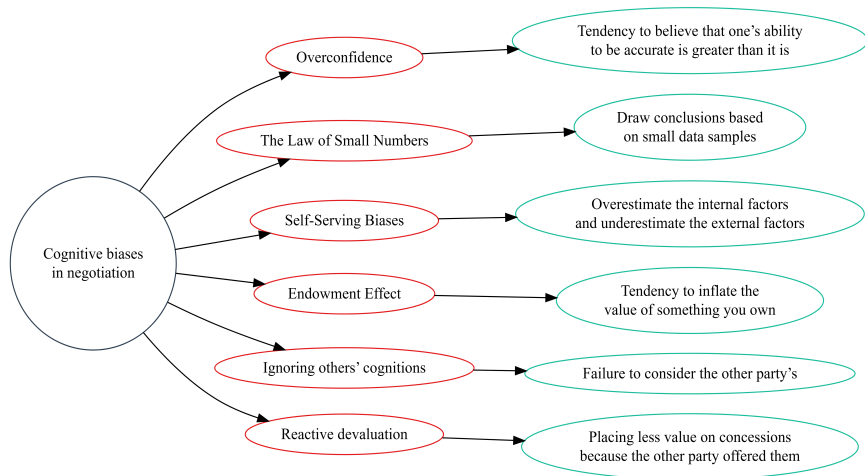 Cognitive biases
in negotiation
Overconfidence
Tendency to believe that one’s ability
to be accurate is greater than it is
The Law of Small Numbers
Draw conclusions based
on small data samples
Self-Serving Biases
Overestimate the internal factors
and underestimate the external factors
Endowment Effect
Tendency to inflate the
value of something you own
Ignoring others’ cognitions
Failure to consider the other party’s
Reactive devaluation
Placing less value on concessions
because the other party offered them